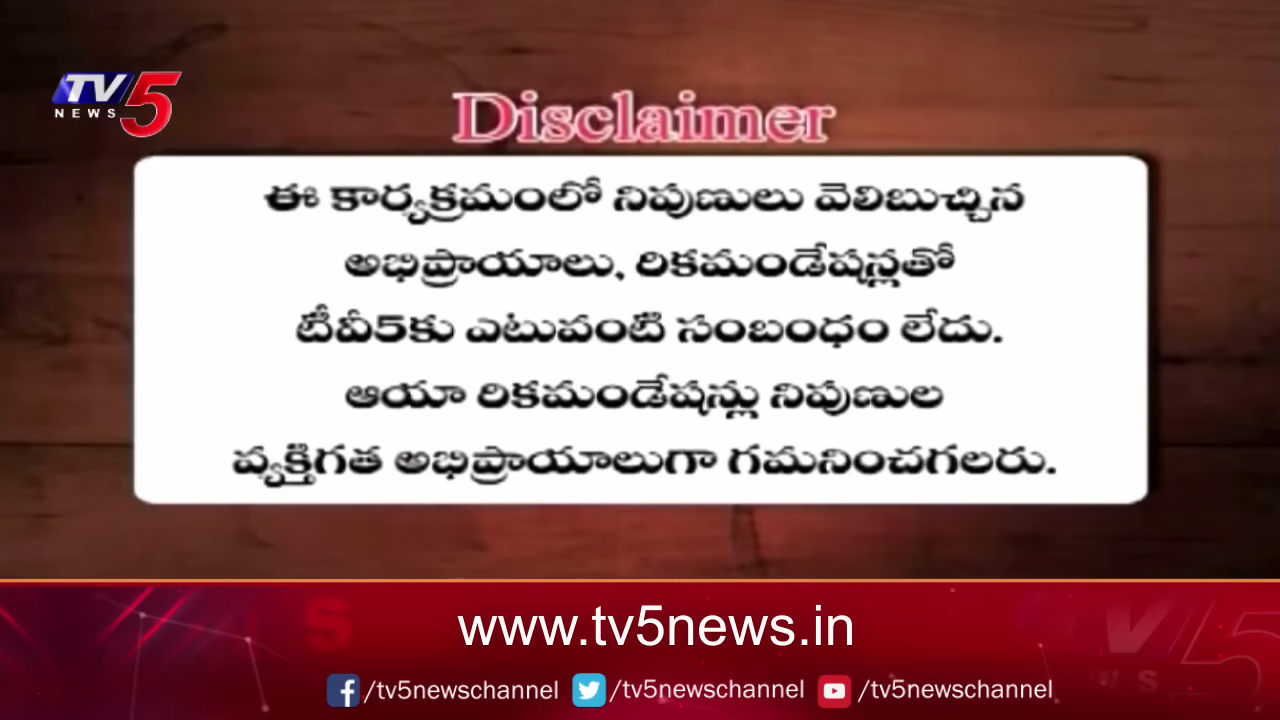 TV5
NEWS
Disclaimer
ఈ కార్యక్రమంలో నిపుణులు వెలిబుచ్చిన
అభిప్రాయాలు, రికమండేషన్లతో
టీవీ5కు ఎటువంటి సంబంధం లేదు.
ఆయా రికమండేషన్లు నిపుణుల
వ్యక్తిగత అభిప్రాయాలుగా గమనించగలరు.
www.tv5news.in
/tv5newschannel /tv5newschannel /tv5newschannel